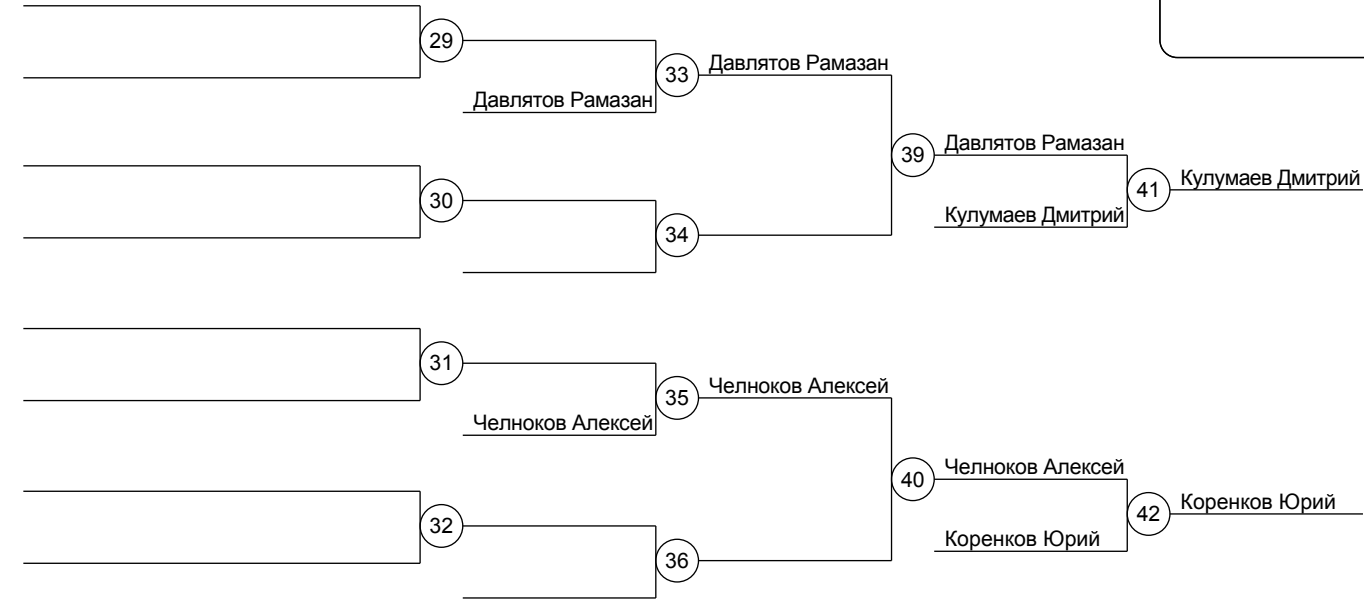 29
33
Давлятов Рамазан
Давлятов Рамазан
39
Давлятов Рамазан
41
Кулумаев Дмитрий
30
34
Кулумаев Дмитрий
31
35
Челноков Алексей
Челноков Алексей
40
Челноков Алексей
42
Коренков Юрий
32
36
Коренков Юрий